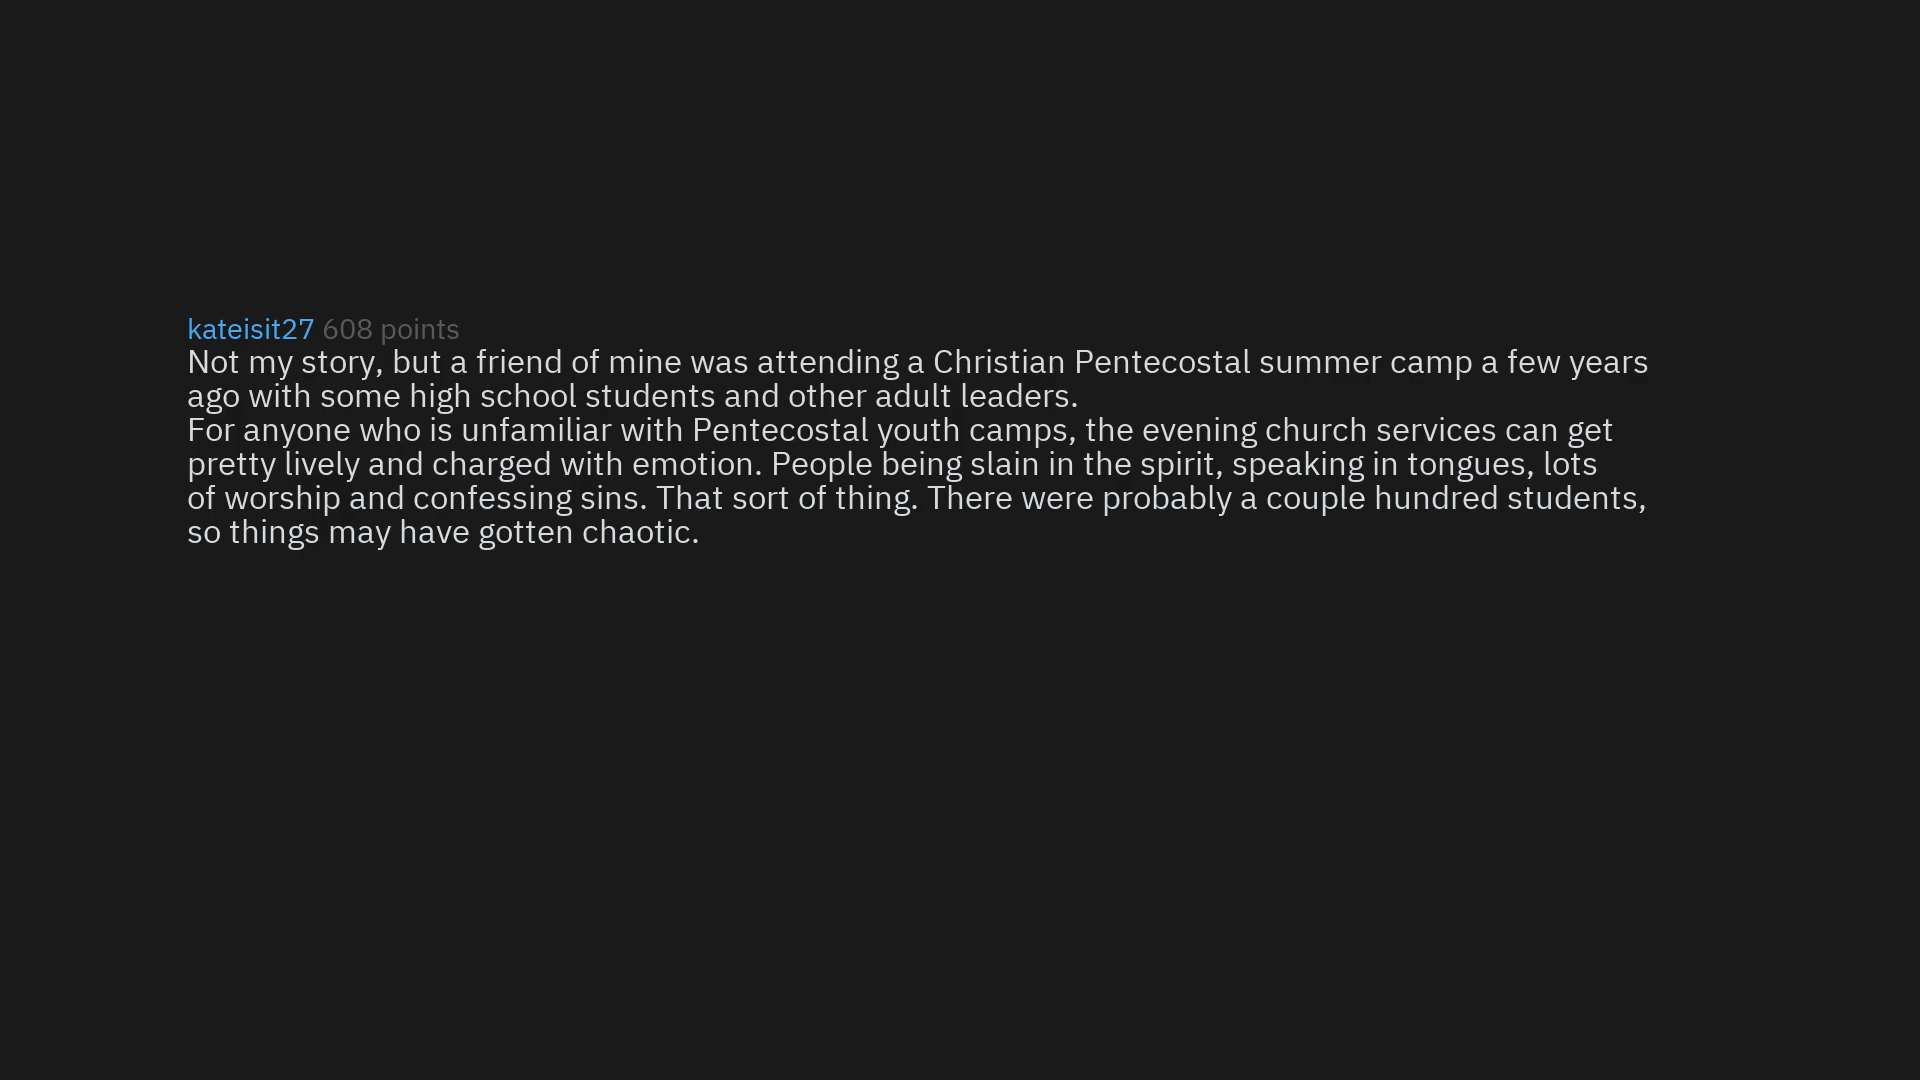 kateisit27 608 points
Not my story, but a friend of mine was attending a Christian Pentecostal summer camp a few years
ago with some high school students and other adult leaders.
For anyone who is unfamiliar with Pentecostal youth camps, the evening church services can get
pretty lively and charged with emotion. People being slain in the spirit, speaking in tongues, lots
of worship and confessing sins. That sort of thing. There were probably a couple hundred students,
so things may have gotten chaotic.